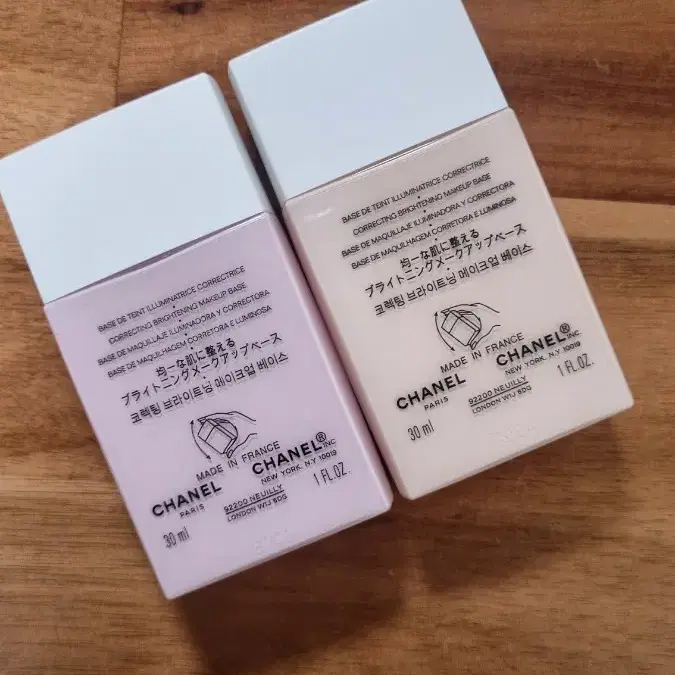 BASE DE TEINT ILLUMINATRICE CORRECTRICE
CORRECTING BRIGHTENING MAKEUP BASE
BASE DE MAQUILLAJE ILUMINADORA Y CORRECTORA
BASE DE MAQUILHAGEM CORRETORA E LUMINOSA
均一な肌に整える
ブライトニングメークアップベース
코렉팅 브라이트닝 메이크업 베이스
MADE IN FRANCE
CHANEL CHANEL® INC
PARIS NEW YORK, N.Y. 10019
92200 NEUILLY
LONDON W1J 6DG
30 ml 1 FL.OZ.
BASE DE TEINT ILLUMINATRICE CORRECTRICE
CORRECTING BRIGHTENING MAKEUP BASE
BASE DE MAQUILLAJE ILUMINADORA Y CORRECTORA
BASE DE MAQUILHAGEM CORRETORA E LUMINOSA
均一な肌に整える
ブライトニングメークアップベース
코렉팅 브라이트닝 메이크업 베이스
MADE IN FRANCE
CHANEL CHANEL® INC
PARIS NEW YORK, N.Y. 10019
92200 NEUILLY
LONDON W1J 6DG
30 ml 1 FL.OZ.